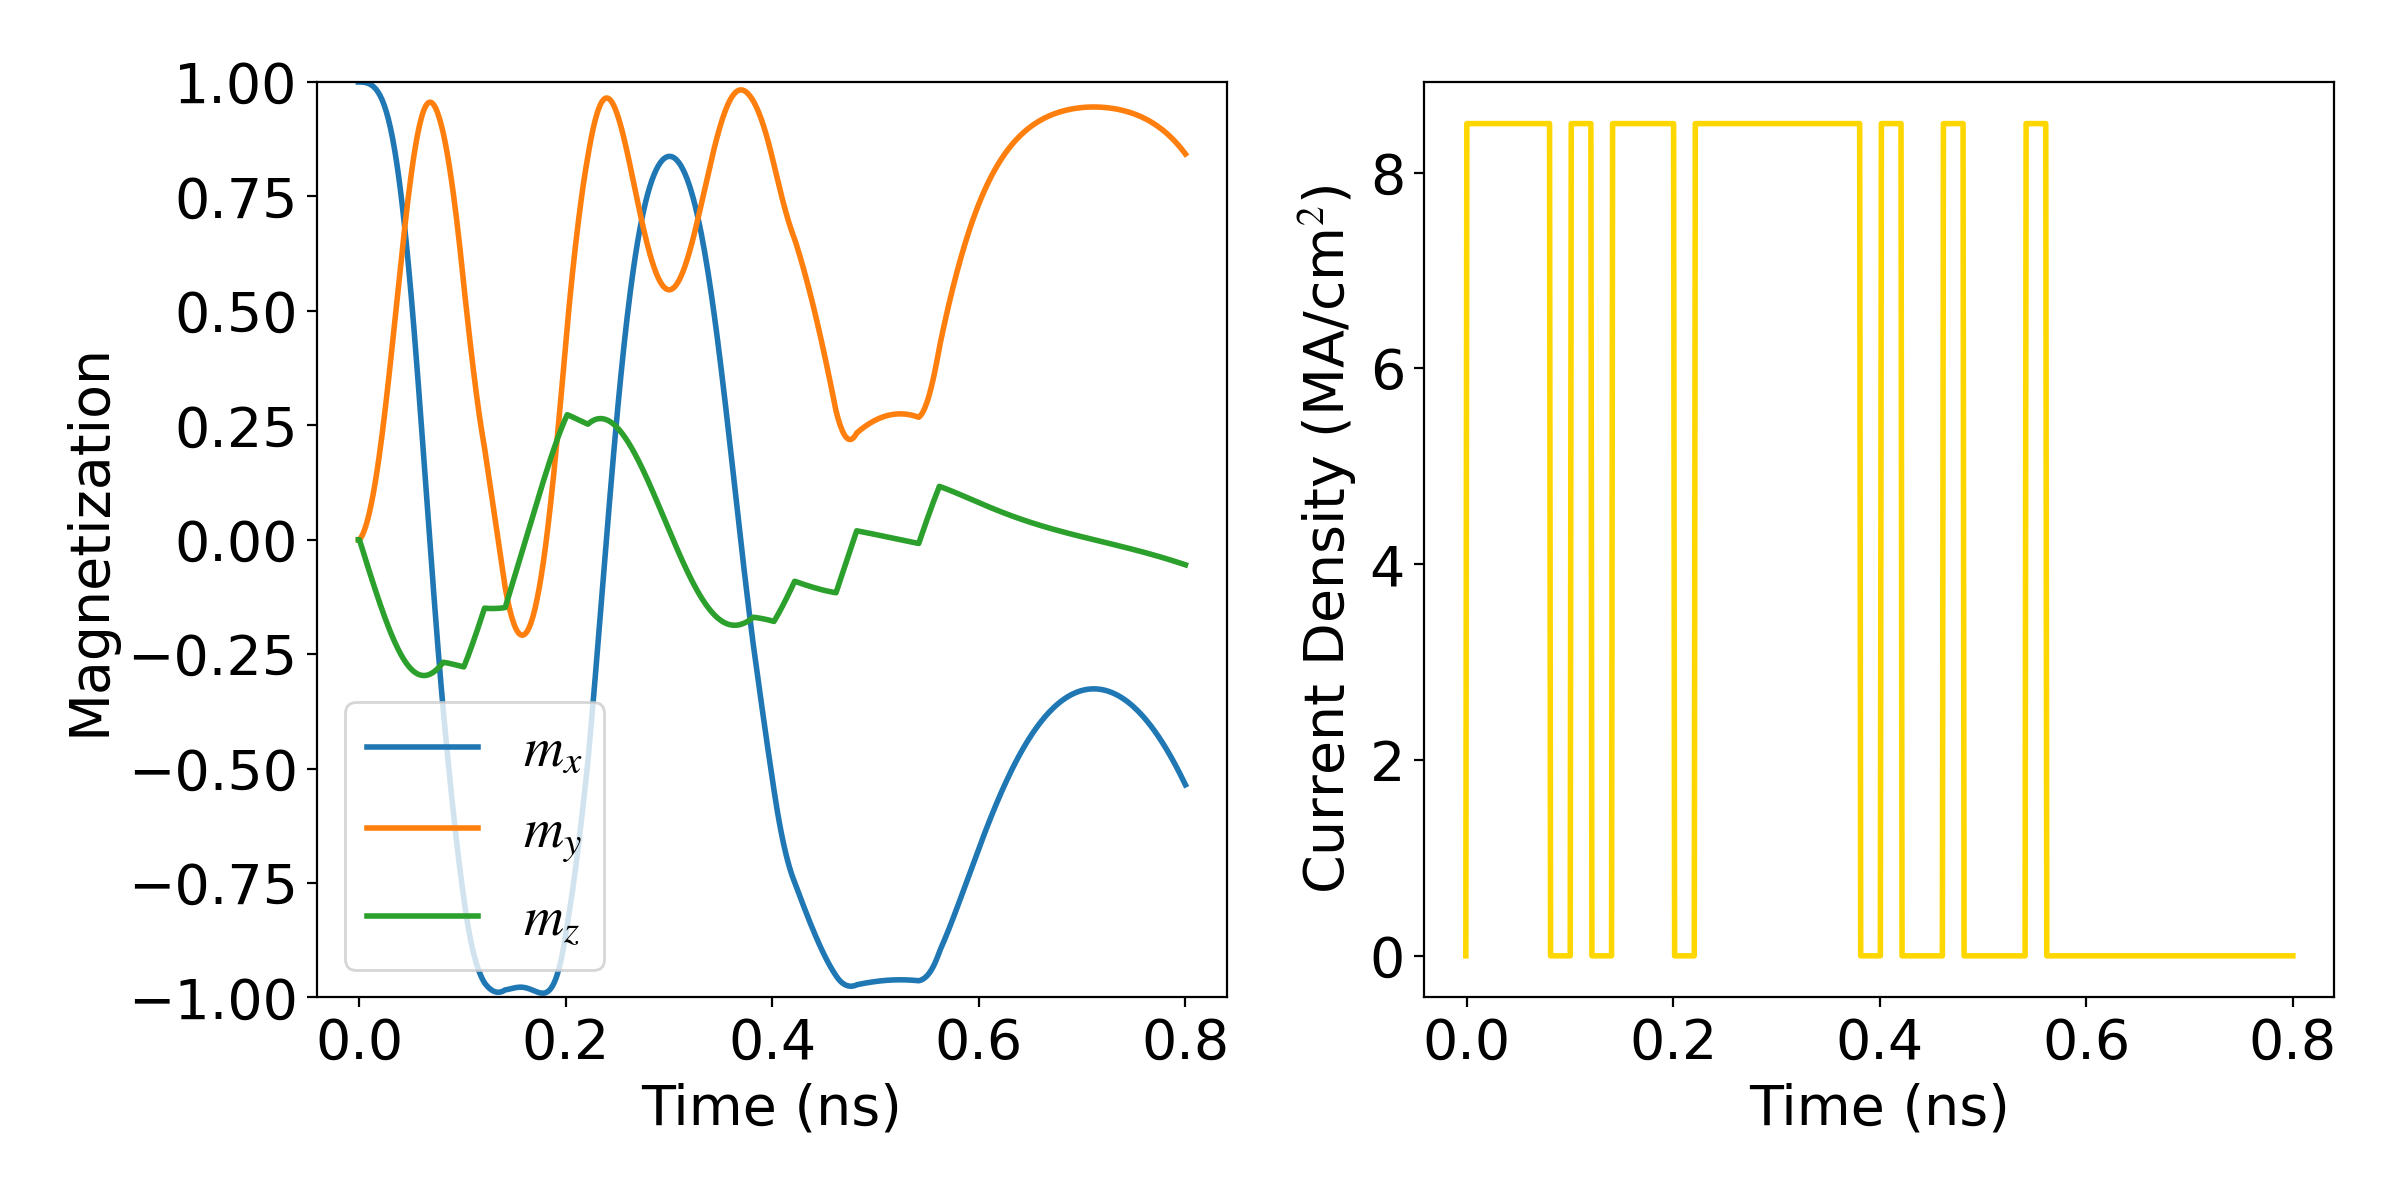 Magnetization
1.00
0.75
0.50
0.25
0.00
−0.25
−0.50
−0.75
−1.00
m_x
m_y
m_z
0.0 0.2 0.4 0.6 0.8
Time (ns)
Current Density (MA/cm²)
8
6
4
2
0
0.0 0.2 0.4 0.6 0.8
Time (ns)